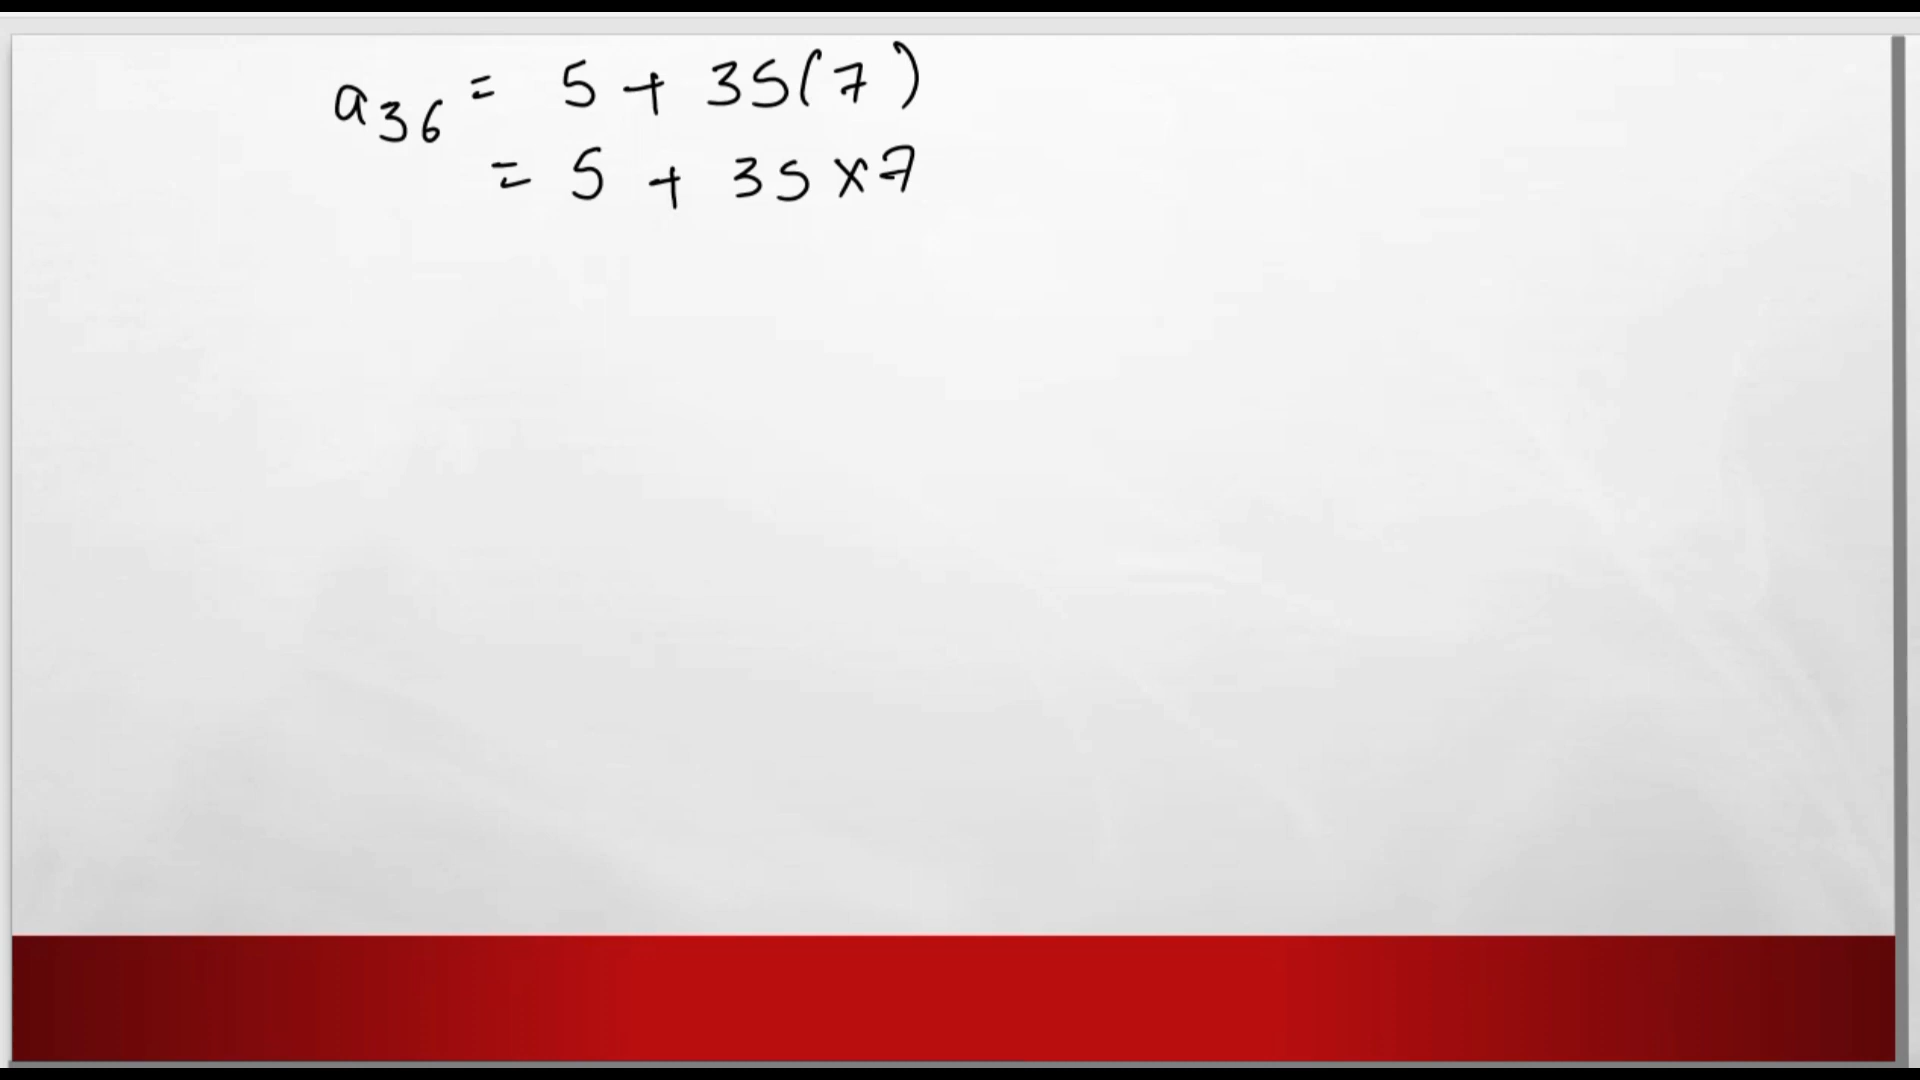 a₃₆ = 5 + 35(7)
= 5 + 35 x 7